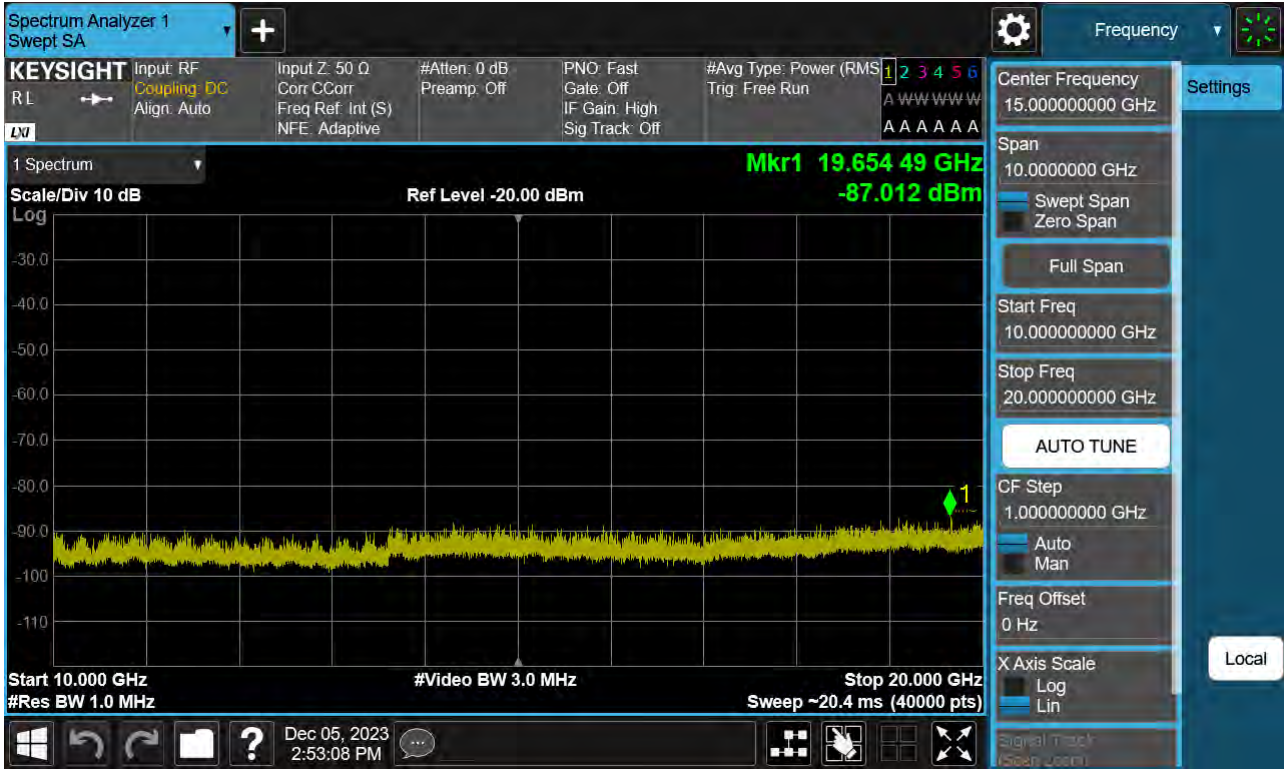 Spectrum Analyzer 1
Swept SA
+
Frequency
KEYSIGHT
R L
LXI
Input: RF
Coupling: DC
Align: Auto
Input Z: 50 Ω
Corr CCorr
Freq Ref: Int (S)
NFE: Adaptive
#Atten: 0 dB
Preamp: Off
PNO: Fast
Gate: Off
IF Gain: High
Sig Track: Off
#Avg Type: Power (RMS
Trig: Free Run
1 2 3 4 5 6
A W W W W W
A A A A A A
1 Spectrum
Scale/Div 10 dB
Log
Ref Level -20.00 dBm
Mkr1 19.654 49 GHz
-87.012 dBm
-30.0
-40.0
-50.0
-60.0
-70.0
-80.0
-90.0
-100
-110
1
Start 10.000 GHz
#Res BW 1.0 MHz
#Video BW 3.0 MHz
Stop 20.000 GHz
Sweep ~20.4 ms (40000 pts)
Center Frequency
15.000000000 GHz
Settings
Span
10.0000000 GHz
Swept Span
Zero Span
Full Span
Start Freq
10.000000000 GHz
Stop Freq
20.000000000 GHz
AUTO TUNE
CF Step
1.000000000 GHz
Auto
Man
Freq Offset
0 Hz
X Axis Scale
Log
Lin
Signal Track
(Span Zoom)
Local
?
Dec 05, 2023
2:53:08 PM